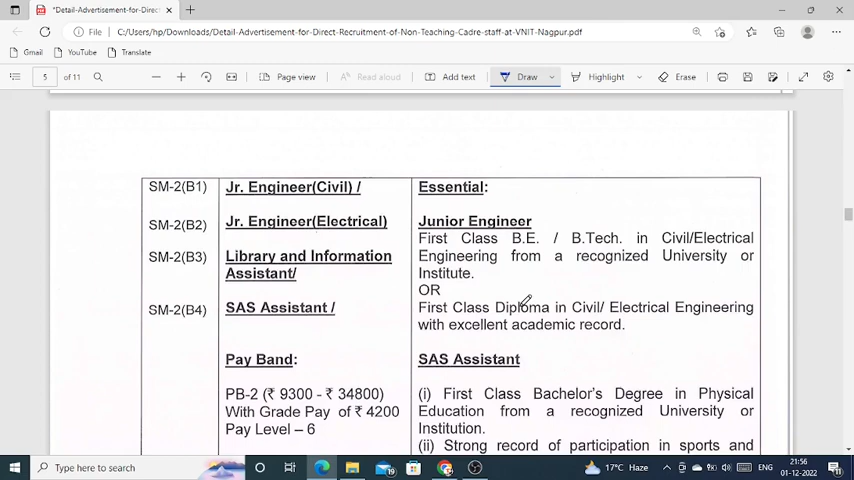 *Detail-Advertisement-for-Direct
File
C:/Users/hp/Downloads/Detail-Advertisement-for-Direct-Recruitment-of-Non-Teaching-Cadre-staff-at-VNIT-Nagpur.pdf
Gmail YouTube Translate
5 of 11 Page view Read aloud Add text Draw Highlight Erase
SM-2(B1) Jr. Engineer(Civil) / Essential:
SM-2(B2) Jr. Engineer(Electrical) Junior Engineer
First Class B.E. / B.Tech. in Civil/Electrical
SM-2(B3) Library and Information Engineering from a recognized University or
Assistant/ Institute.
OR
SM-2(B4) SAS Assistant / First Class Diploma in Civil/ Electrical Engineering
with excellent academic record.
Pay Band: SAS Assistant
PB-2 (₹ 9300 - ₹ 34800) (i) First Class Bachelor's Degree in Physical
With Grade Pay of ₹ 4200 Education from a recognized University or
Pay Level – 6 Institution.
(ii) Strong record of participation in sports and
Type here to search 17°C Haze ENG 21:56
01-12-2022